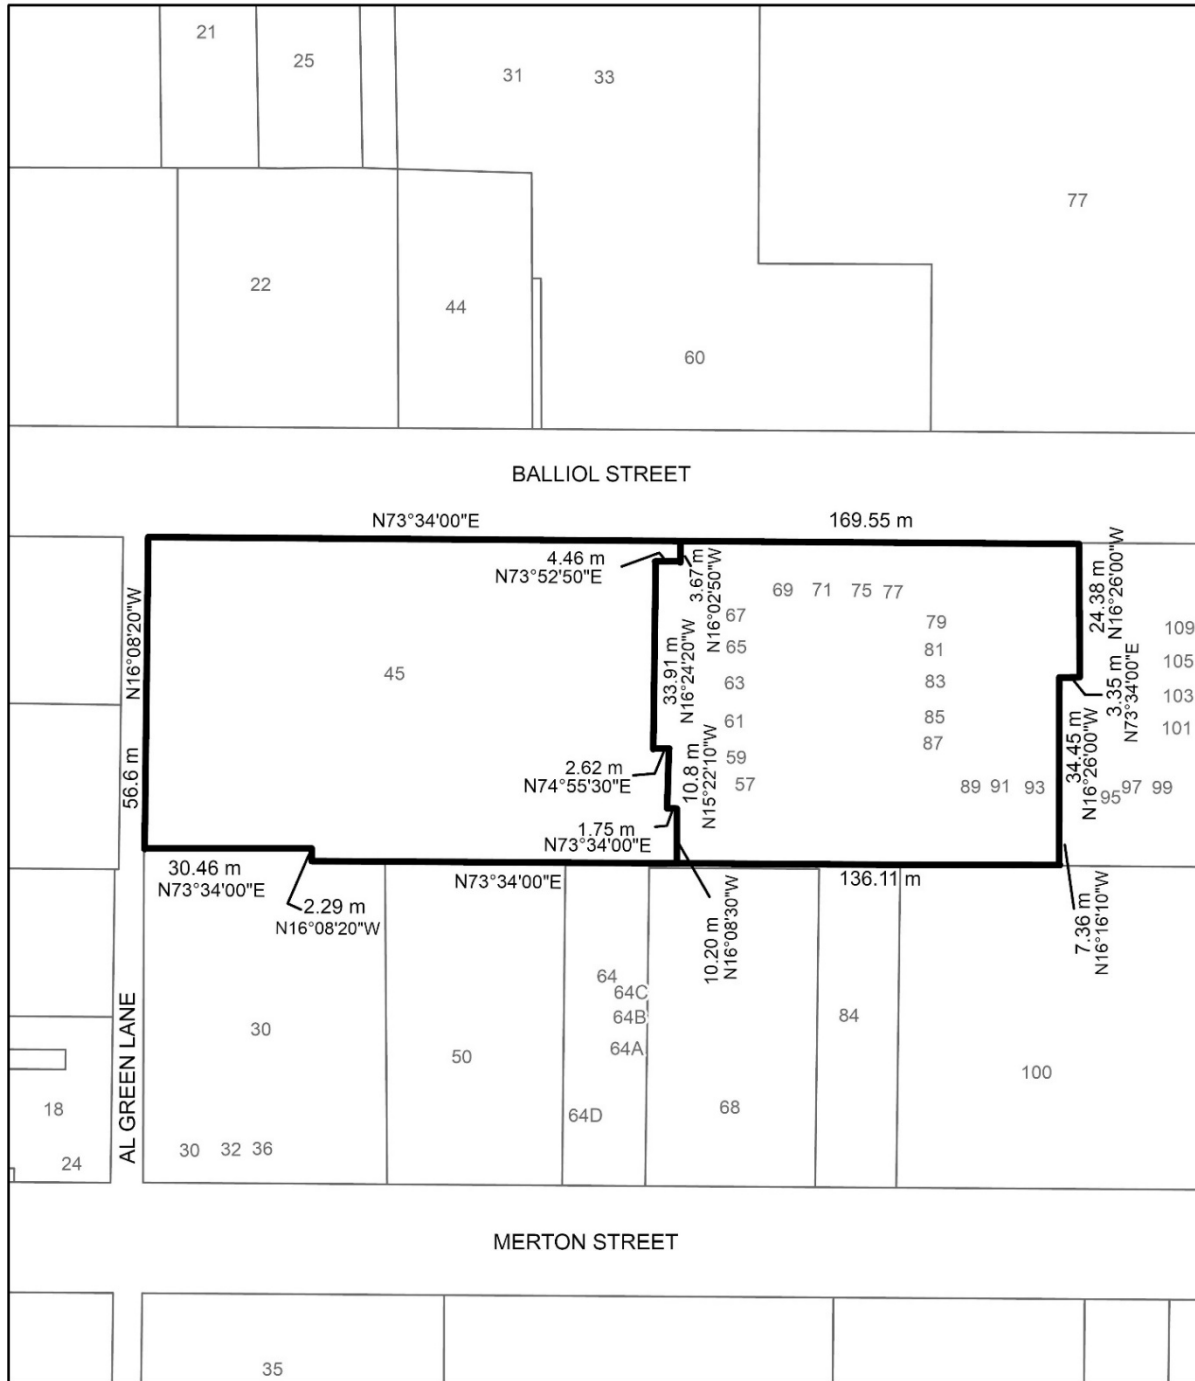 21
25
31
33
77
22
44
60
BALLIOL STREET
N73°34'00"E
169.55 m
4.46 m
N73°52'50"E
3.67 m
N16°02'50"W
24.38 m
N16°26'00"W
N16°08'20"W
56.6 m
45
33.91 m
N16°24'20"W
69
71
75
77
67
65
63
61
59
57
79
81
83
85
87
89
91
93
109
105
103
101
95
97
99
3.35 m
N73°34'00"E
34.45 m
N16°26'00"W
2.62 m
N74°55'30"E
10.8 m
N15°22'10"W
1.75 m
N73°34'00"E
30.46 m
N73°34'00"E
2.29 m
N16°08'20"W
N73°34'00"E
136.11 m
10.20 m
N16°08'30"W
7.36 m
N16°16'10"W
AL GREEN LANE
30
50
64
64C
64B
64A
64D
68
84
100
18
24
30
32
36
MERTON STREET
35